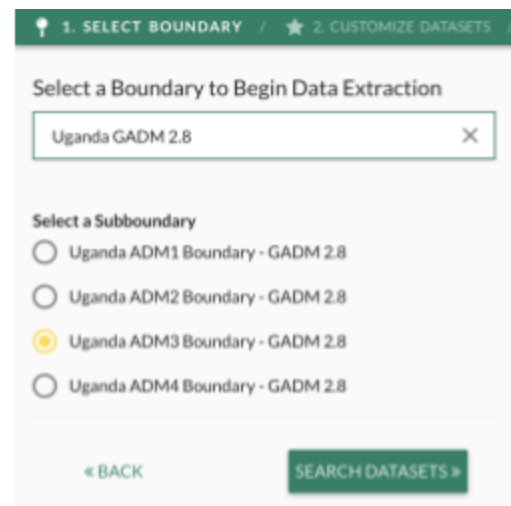 1. SELECT BOUNDARY / 2. CUSTOMIZE DATASETS /
Select a Boundary to Begin Data Extraction
Uganda GADM 2.8
Select a Subboundary
Uganda ADM1 Boundary - GADM 2.8
Uganda ADM2 Boundary - GADM 2.8
Uganda ADM3 Boundary - GADM 2.8
Uganda ADM4 Boundary - GADM 2.8
« BACK SEARCH DATASETS »